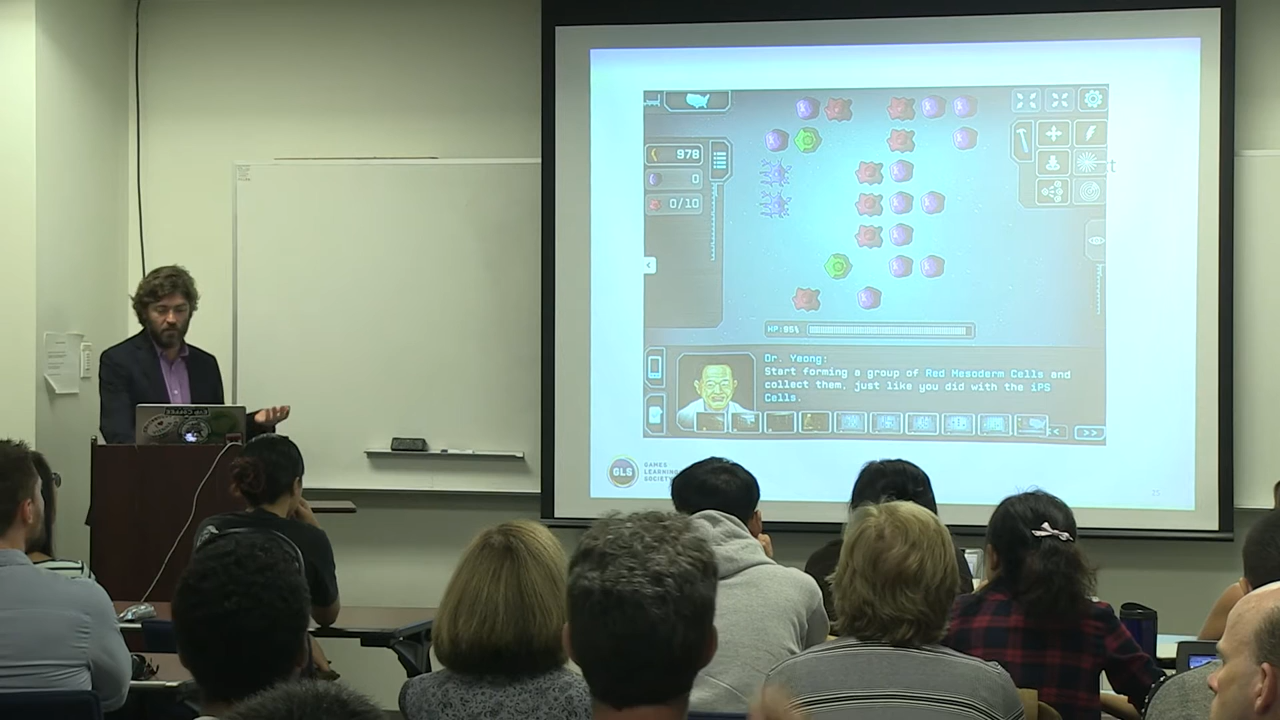 978
0
0/10
HP: 95%
Dr. Yeong:
Start forming a group of Red Mesoderm Cells and
collect them, just like you did with the iPS
Cells.
<<
>>
GLS
GAMES
LEARNING
SOCIETY
25
t